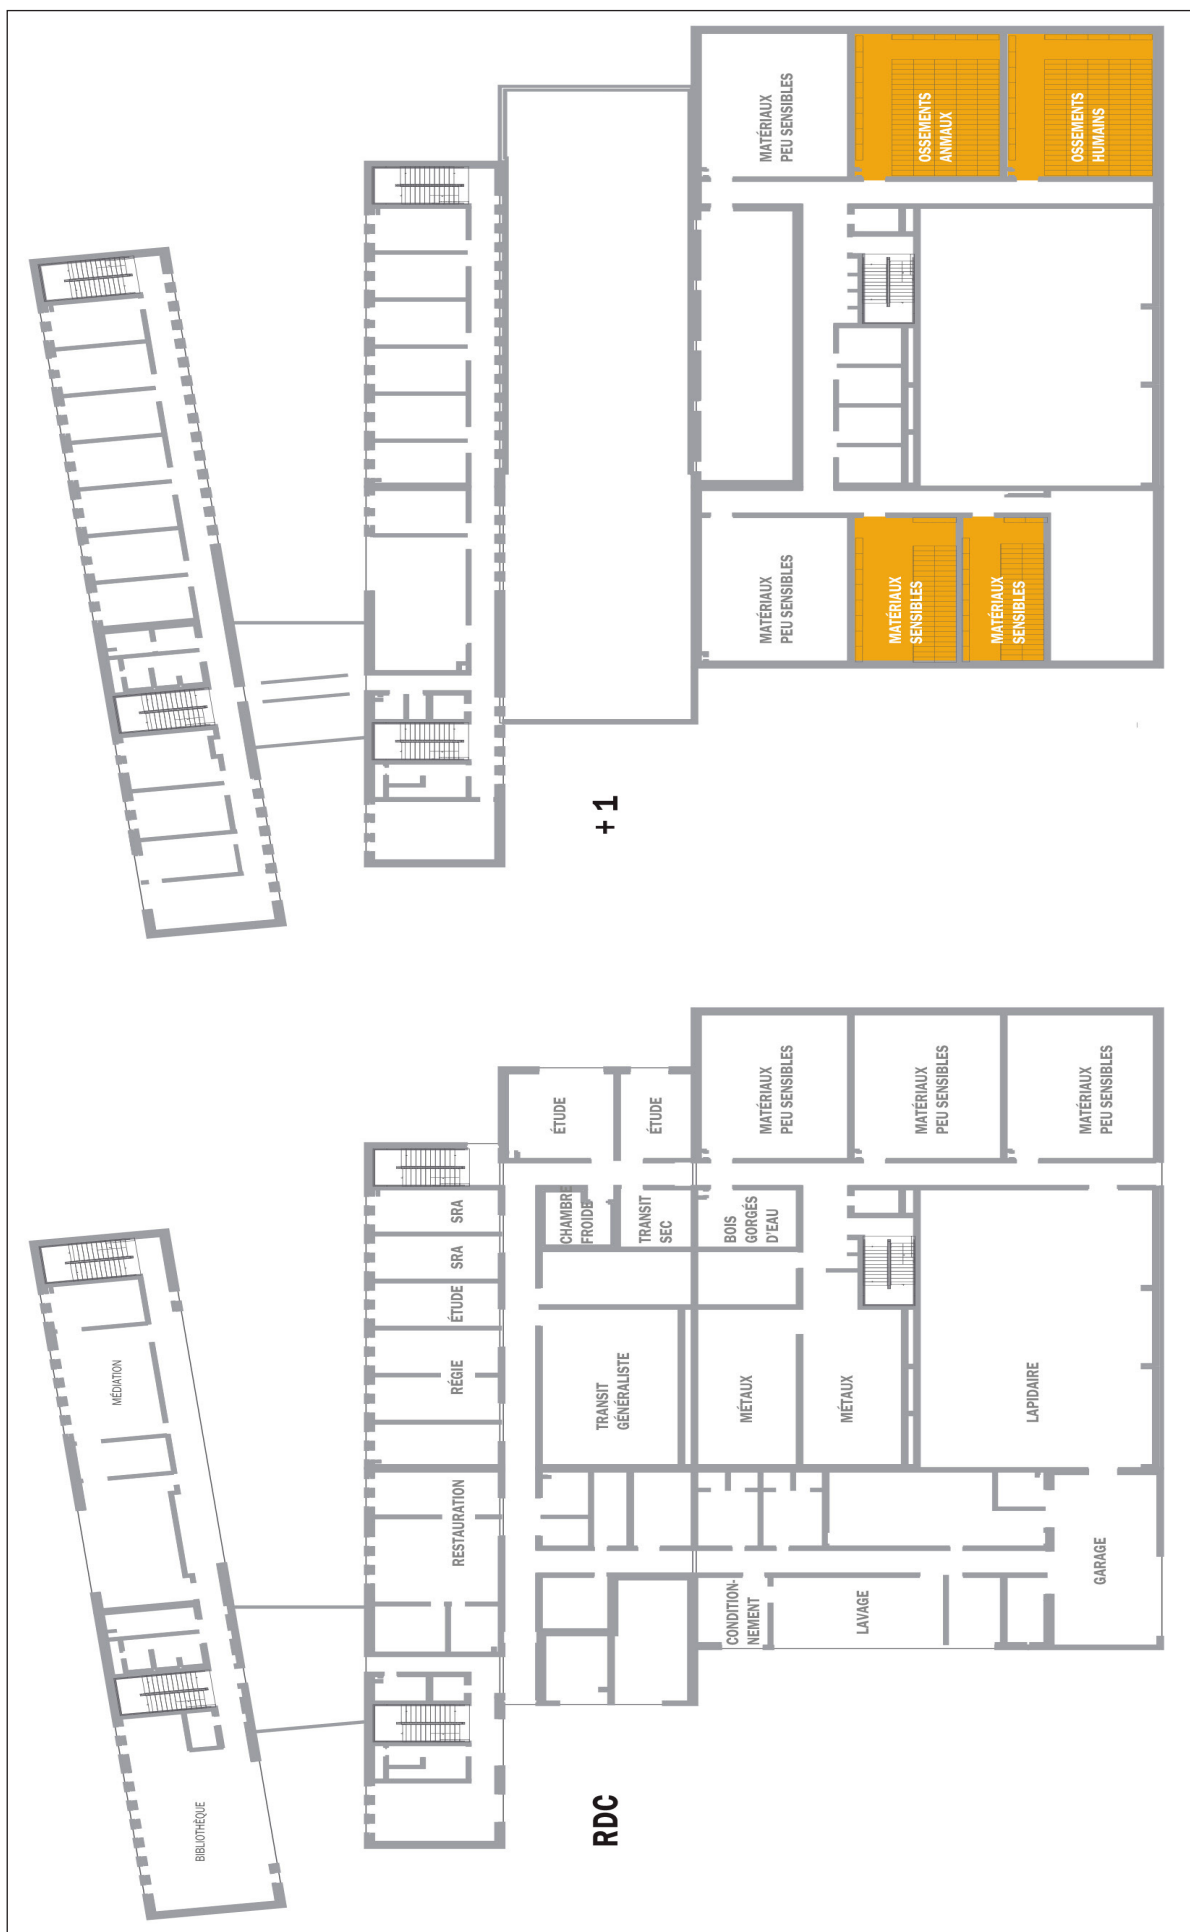 MATÉRIAUX
PEU SENSIBLES
OSSEMENTS
ANMAUX
OSSEMENTS
HUMAINS
MATÉRIAUX
PEU SENSIBLES
MATÉRIAUX
SENSIBLES
MATÉRIAUX
SENSIBLES
+ 1
MÉDIATION
BIBLIOTHÈQUE
SRA
SRA
ÉTUDE
RÉGIE
RESTAURATION
ÉTUDE
ÉTUDE
CHAMBRE
FROIDE
TRANSIT
SEC
BOIS
GORGÉS
D'EAU
MATÉRIAUX
PEU SENSIBLES
MATÉRIAUX
PEU SENSIBLES
MATÉRIAUX
PEU SENSIBLES
TRANSIT
GÉNÉRALISTE
MÉTAUX
MÉTAUX
LAPIDAIRE
CONDITION-
NEMENT
LAVAGE
GARAGE
RDC